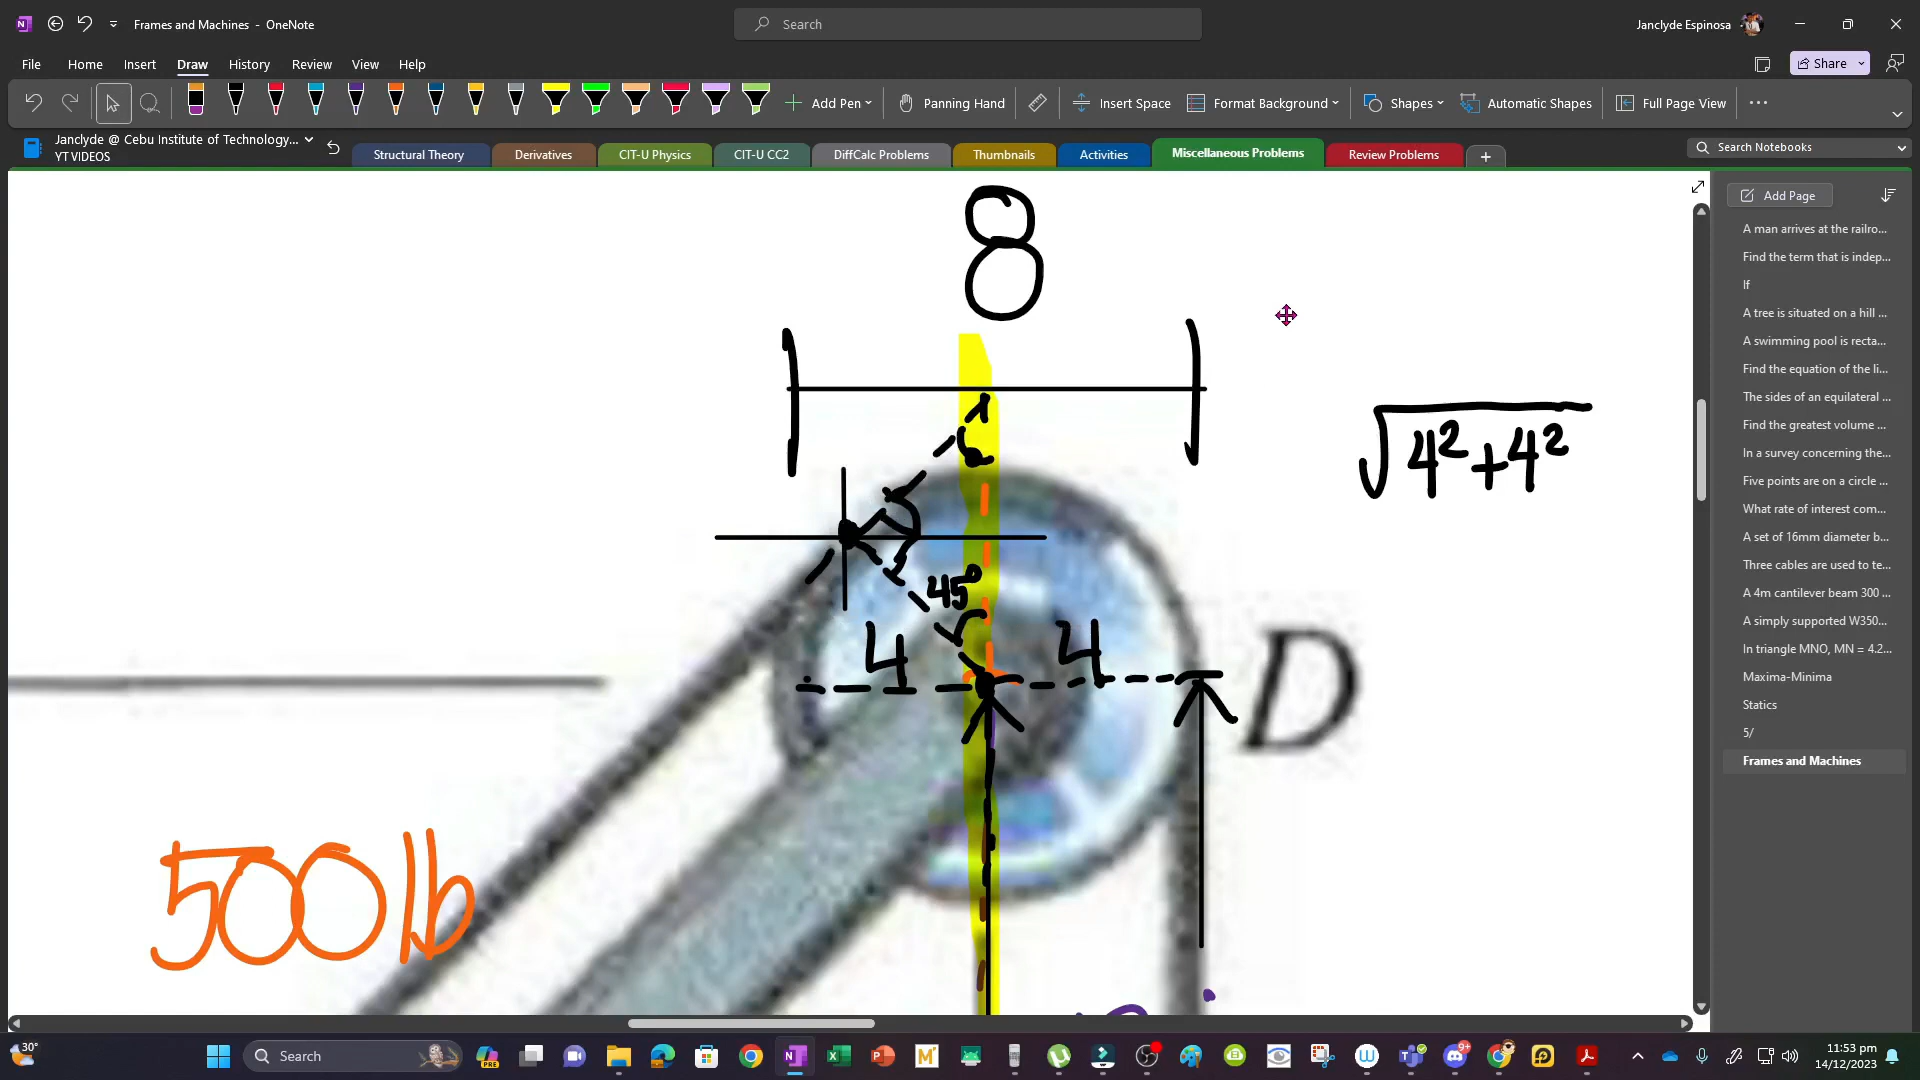 Frames and Machines - OneNote
Search
Janclyde Espinosa
File Home Insert Draw History Review View Help
Share
Add Pen
Panning Hand
Insert Space
Format Background
Shapes
Automatic Shapes
Full Page View
Janclyde @ Cebu Institute of Technology...
YT VIDEOS
Structural Theory
Derivatives
CIT-U Physics
CIT-U CC2
DiffCalc Problems
Thumbnails
Activities
Miscellaneous Problems
Review Problems
Search Notebooks
Add Page
A man arrives at the railro...
Find the term that is indep...
If
A tree is situated on a hill ...
A swimming pool is recta...
Find the equation of the li...
The sides of an equilateral ...
Find the greatest volume ...
In a survey concerning the...
Five points are on a circle ...
What rate of interest com...
A set of 16mm diameter b...
Three cables are used to te...
A 4m cantilever beam 300 ...
A simply supported W350...
In triangle MNO, MN = 4.2...
Maxima-Minima
Statics
5/
Frames and Machines
8
√4²+4²
45°
4 4
D
500 lb
30°
Search
PRE
9+
11:53 pm
14/12/2023